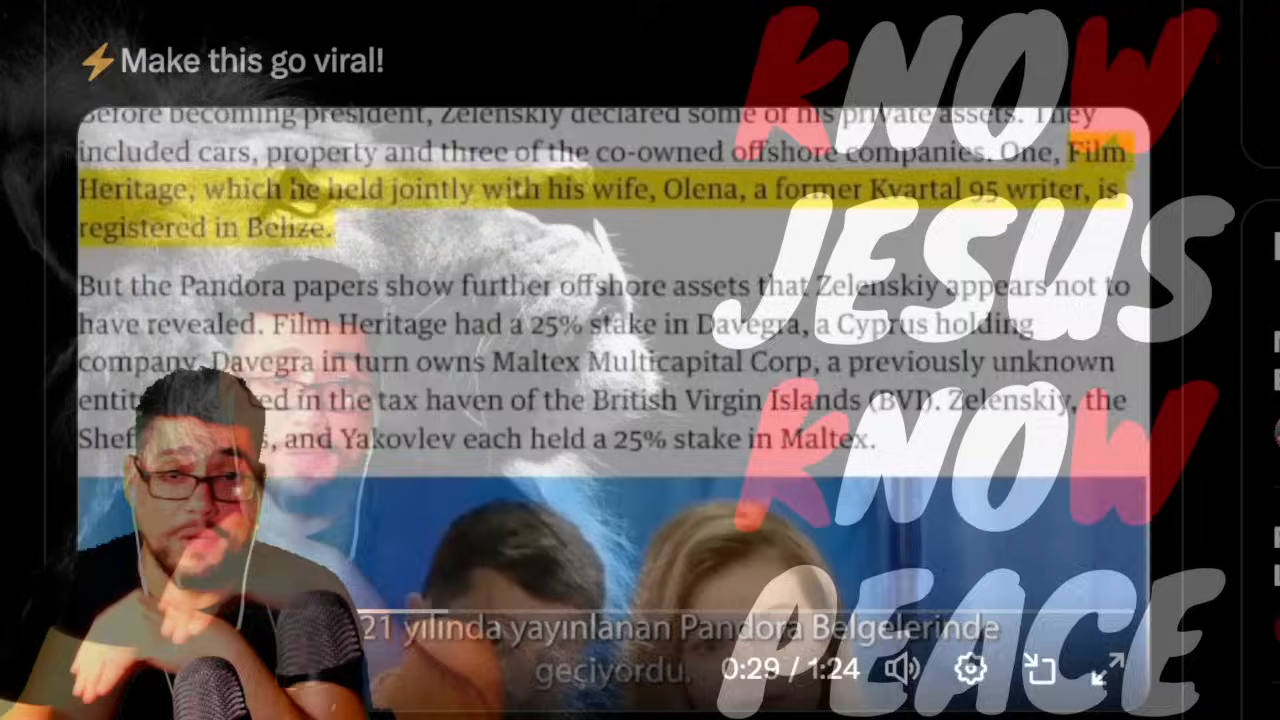 ⚡Make this go viral!
Before becoming president, Zelenskiy declared some of his private assets. They
included cars, property and three of the co-owned offshore companies. One, Film
Heritage, which he held jointly with his wife, Olena, a former Kvartal 95 writer, is
registered in Belize.
But the Pandora papers show further offshore assets that Zelenskiy appears not to
have revealed. Film Heritage had a 25% stake in Davegra, a Cyprus holding
company. Davegra in turn owns Maltex Multicapital Corp, a previously unknown
in the tax haven of the British Virgin Islands (BVI). Zelenskiy, the
and Yakovlev each held a 25% stake in Maltex.
21 yılında yayınlanan Pandora Belgelerinde
geçiyordu.
0:29 / 1:24
KNOW
JESUS
KNOW
PEACE